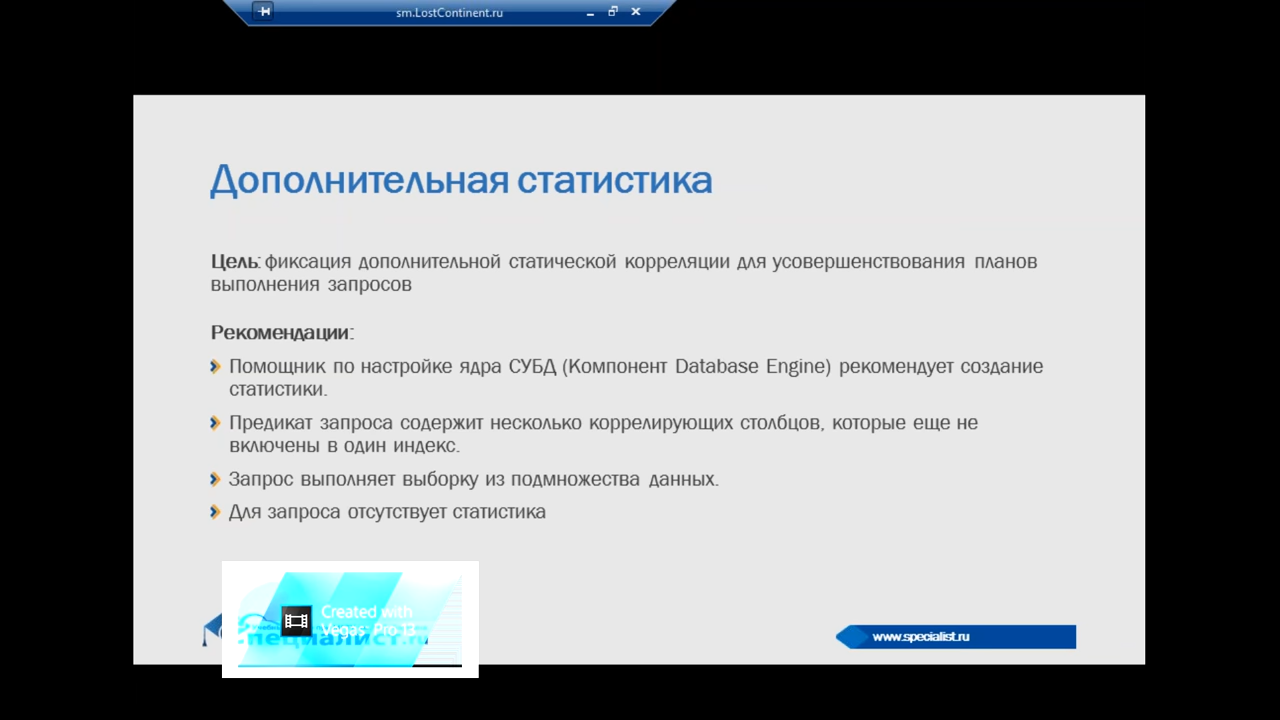 sm.LostContinent.ru
Дополнительная статистика
Цель: фиксация дополнительной статической корреляции для усовершенствования планов
выполнения запросов
Рекомендации:
Помощник по настройке ядра СУБД (Компонент Database Engine) рекомендует создание
статистики.
Предикат запроса содержит несколько коррелирующих столбцов, которые еще не
включены в один индекс.
Запрос выполняет выборку из подмножества данных.
Для запроса отсутствует статистика
Created with
Vegas Pro 13
www.specialist.ru